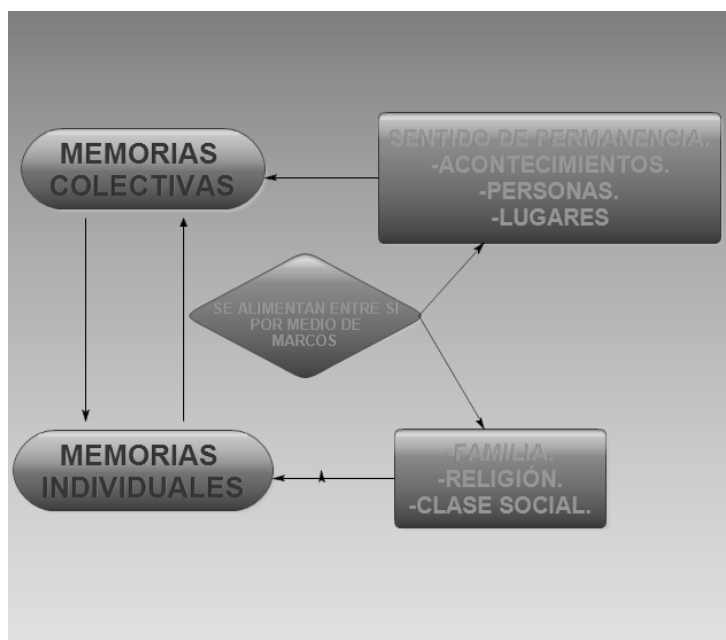 MEMORIAS
COLECTIVAS
SENTIDO DE PERMANENCIA.
-ACONTECIMIENTOS.
-PERSONAS.
-LUGARES
SE ALIMENTAN ENTRE SÍ
POR MEDIO DE
MARCOS
MEMORIAS
INDIVIDUALES
-FAMILIA.
-RELIGIÓN.
-CLASE SOCIAL.